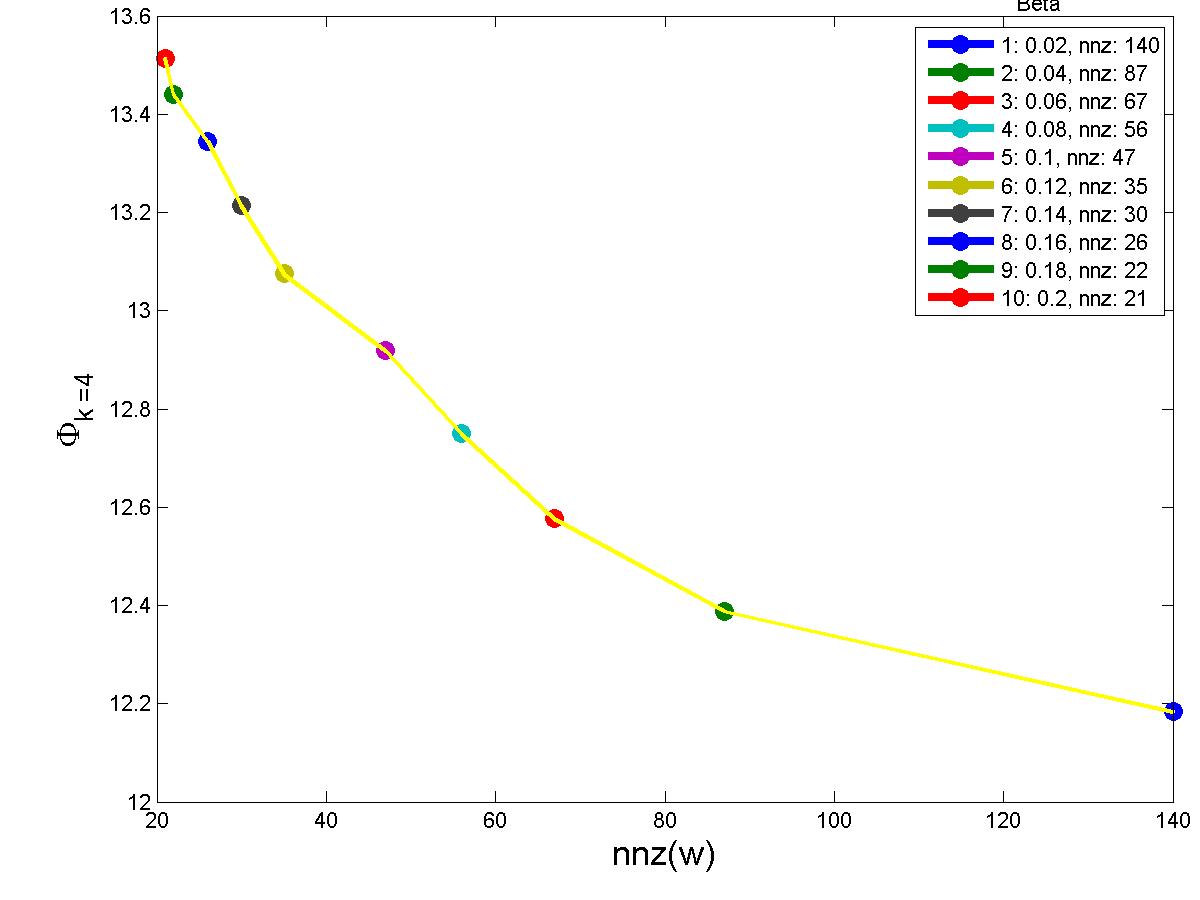 Beta
1: 0.02, nnz: 140
2: 0.04, nnz: 87
3: 0.06, nnz: 67
4: 0.08, nnz: 56
5: 0.1, nnz: 47
6: 0.12, nnz: 35
7: 0.14, nnz: 30
8: 0.16, nnz: 26
9: 0.18, nnz: 22
10: 0.2, nnz: 21
13.6
13.4
13.2
13
12.8
12.6
12.4
12.2
12
Φk =4
20 40 60 80 100 120 140
nnz(w)